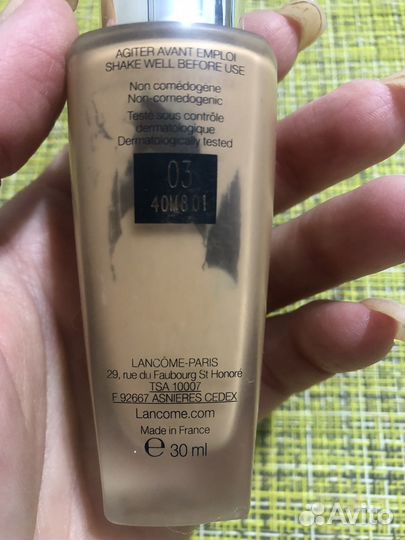 AGITER AVANT EMPLOI
SHAKE WELL BEFORE USE
Non comédogène
Non-comedogenic
Testé sous contrôle
dermatologique
Dermatologically tested
03
40M801
LANCÔME-PARIS
29, rue du Faubourg St Honoré
TSA 10007
F 92667 ASNIERES CEDEX
Lancome.com
Made in France
e 30 ml
Avito